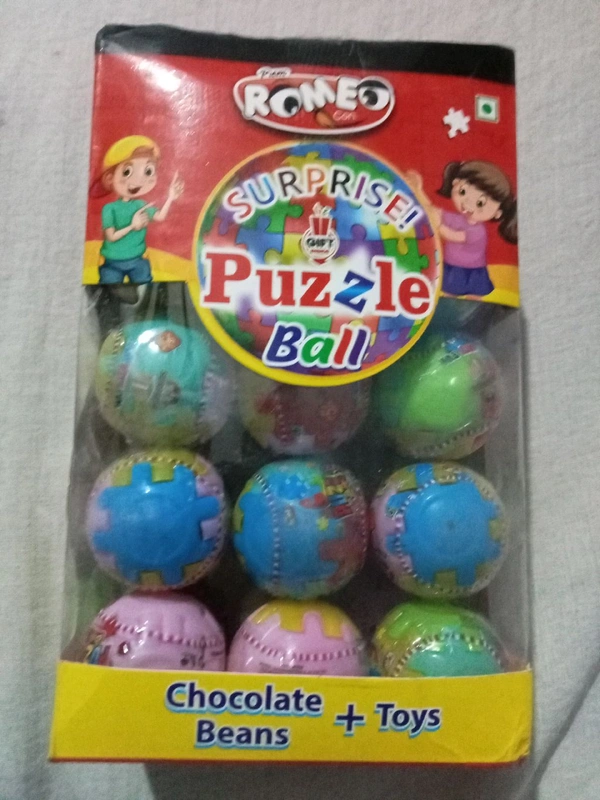 ROMEO
SURPRISE!
GIFT
Puzzle
Ball
Chocolate
Beans
+ Toys